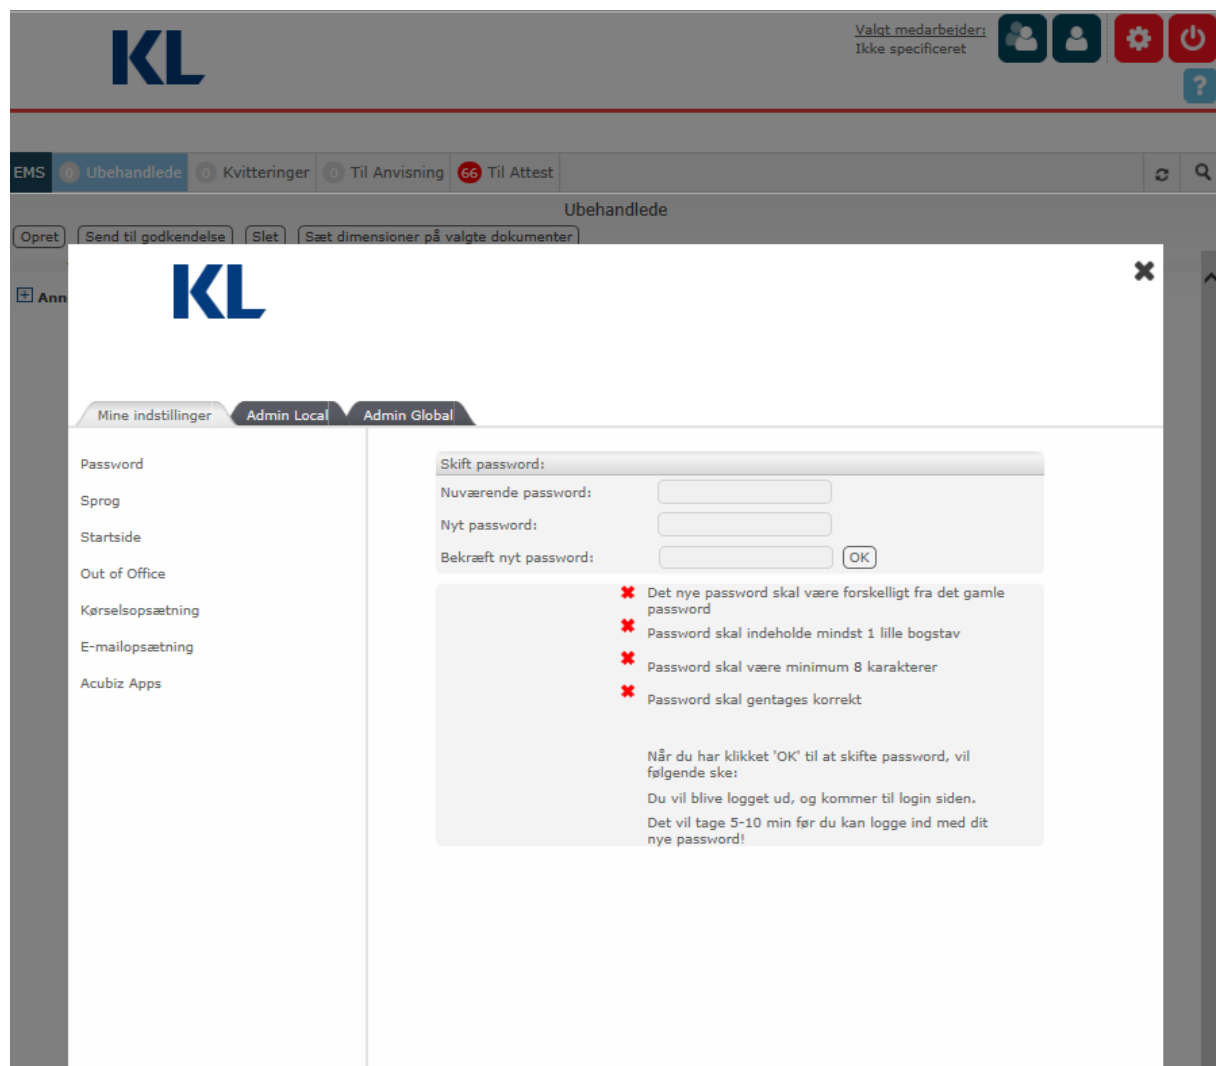 KL
Valgt medarbejder:
Ikke specificeret
?
EMS 0 Ubehandlede 0 Kvitteringer 0 Til Anvisning 66 Til Attest
Ubehandlede
Opret Send til godkendelse Slet Sæt dimensioner på valgte dokumenter
Ann
KL
Mine indstillinger Admin Local Admin Global
Password
Sprog
Startside
Out of Office
Kørselsopsætning
E-mailopsætning
Acubiz Apps
Skift password:
Nuværende password:
Nyt password:
Bekræft nyt password: OK
Det nye password skal være forskelligt fra det gamle
password
Password skal indeholde mindst 1 lille bogstav
Password skal være minimum 8 karakterer
Password skal gentages korrekt
Når du har klikket 'OK' til at skifte password, vil
følgende ske:
Du vil blive logget ud, og kommer til login siden.
Det vil tage 5-10 min før du kan logge ind med dit
nye password!